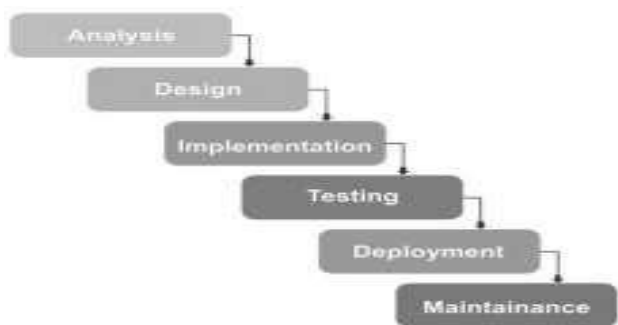 Analysis
Design
Implementation
Testing
Deployment
Maintainance